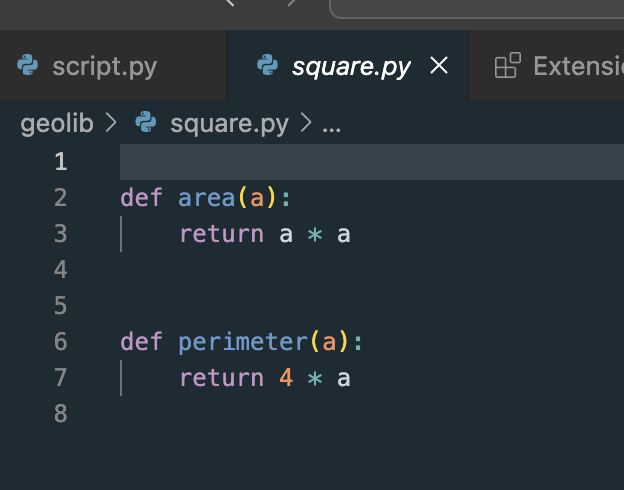 script.py square.py
geolib > square.py > ...
1
2 def area(a):
3     return a * a
4
5
6 def perimeter(a):
7     return 4 * a
8